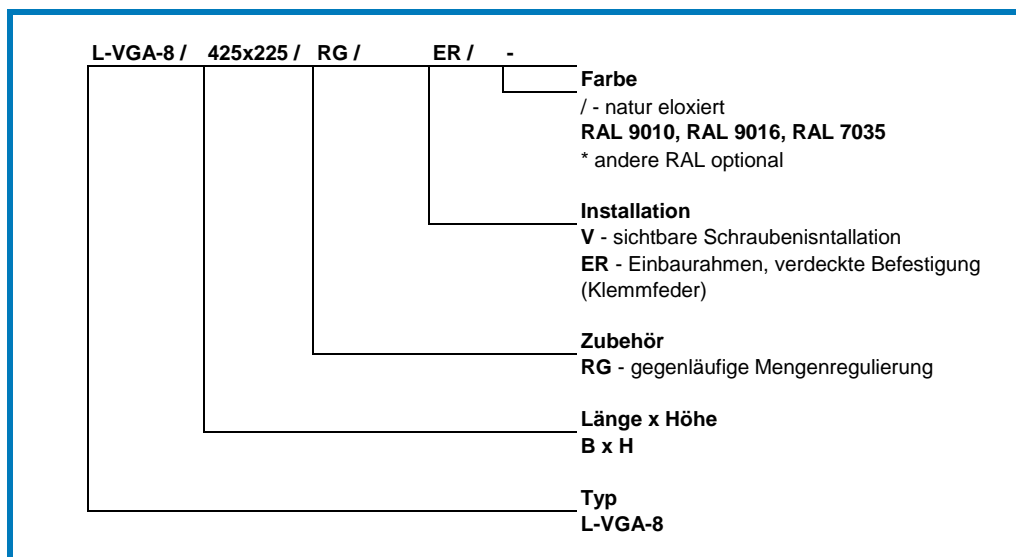 L-VGA-8 / 425x225 / RG / ER / -
Farbe
/ - natur eloxiert
RAL 9010, RAL 9016, RAL 7035
* andere RAL optional
Installation
V - sichtbare Schraubenisntallation
ER - Einbaurahmen, verdeckte Befestigung
(Klemmfeder)
Zubehör
RG - gegenläufige Mengenregulierung
Länge x Höhe
B x H
Typ
L-VGA-8